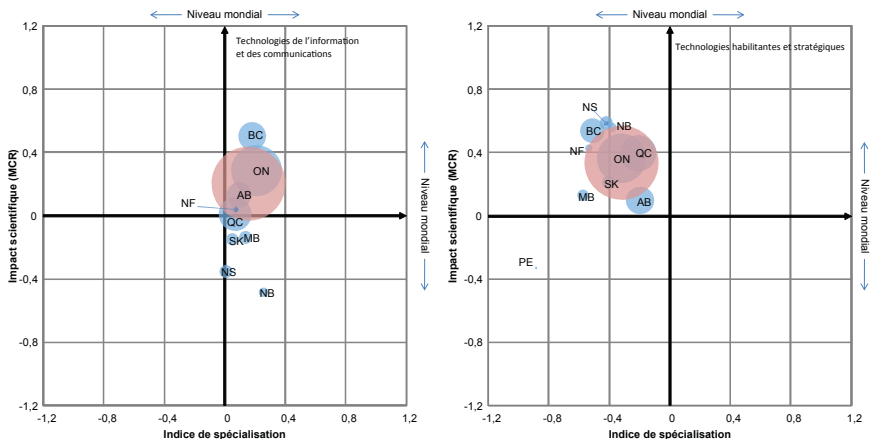 Niveau mondial
Technologies de l'information
et des communications
1,2
0,8
0,4
0
-0,4
-0,8
-1,2
Impact scientifique (MCR)
BC
ON
AB
NF
QC
SK
MB
NS
NB
-1,2
-0,8
-0,4
0
0,4
0,8
1,2
Indice de spécialisation
Niveau mondial
Niveau mondial
Technologies habilitantes et stratégiques
1,2
0,8
0,4
0
-0,4
-0,8
-1,2
Impact scientifique (MCR)
NS
BC
NB
NF
QC
ON
SK
MB
AB
PE
-1,2
-0,8
-0,4
0
0,4
0,8
1,2
Indice de spécialisation
Niveau mondial